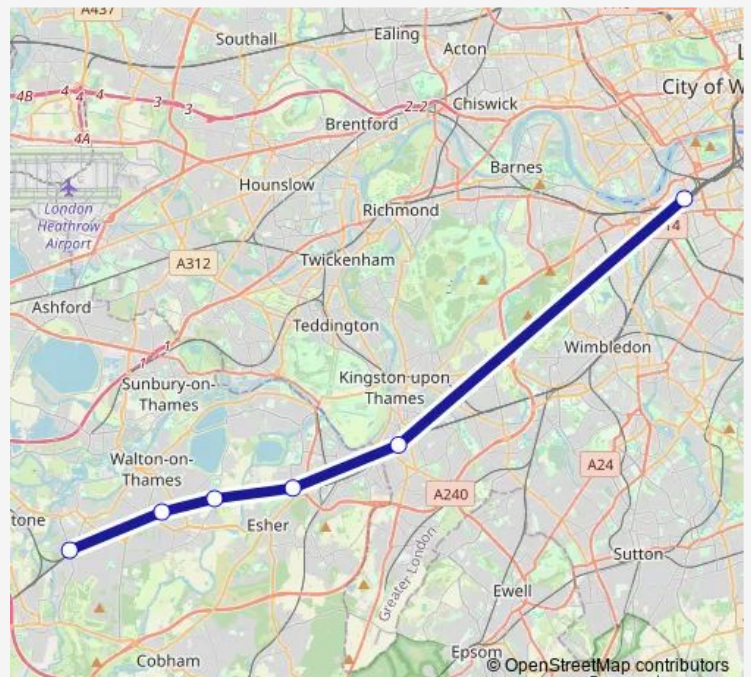 A437
Southall
Ealing
Acton
City of W
4B
4
4
4
4
3
3
2
2
Chiswick
Brentford
4A
Barnes
Hounslow
London
Heathrow
Airport
Richmond
14
A312
Twickenham
Ashford
Teddington
Wimbledon
1
1
Sunbury-on-
Thames
Kingston upon
Thames
Walton-on-
Thames
A24
A240
tone
Esher
Greater London
Sutton
Ewell
Cobham
Epsom
© OpenStreetMap contributors